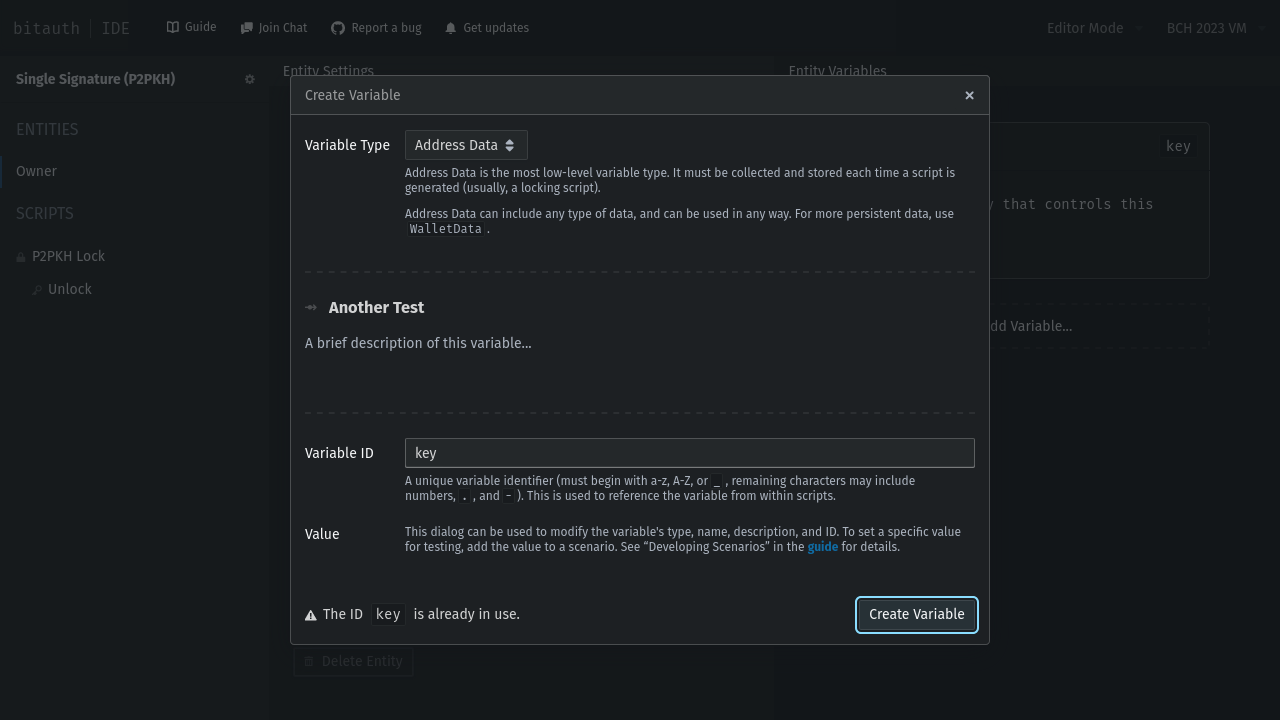 bitauth | IDE
Guide
Join Chat
Report a bug
Get updates
Editor Mode
BCH 2023 VM
Single Signature (P2PKH)
ENTITIES
Owner
SCRIPTS
P2PKH Lock
Unlock
Entity Settings
Entity Variables
key
that controls this
dd Variable...
Delete Entity
Create Variable
Variable Type
Address Data
Address Data is the most low-level variable type. It must be collected and stored each time a script is
generated (usually, a locking script).
Address Data can include any type of data, and can be used in any way. For more persistent data, use
WalletData.
Another Test
A brief description of this variable...
Variable ID
key
A unique variable identifier (must begin with a-z, A-Z, or _, remaining characters may include
numbers, ., and -). This is used to reference the variable from within scripts.
Value
This dialog can be used to modify the variable's type, name, description, and ID. To set a specific value
for testing, add the value to a scenario. See “Developing Scenarios” in the guide for details.
The ID key is already in use.
Create Variable